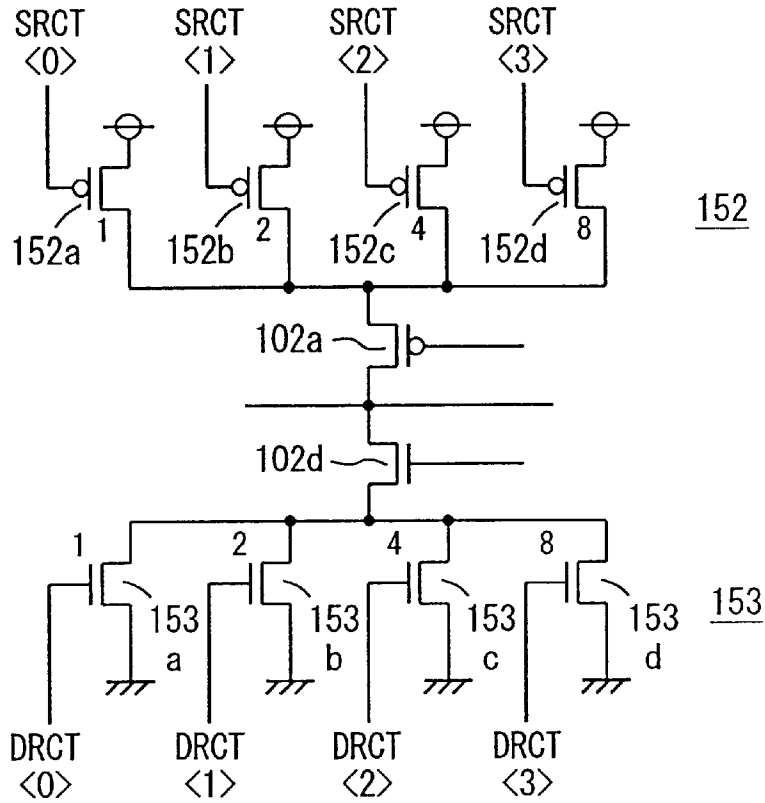 SRCT SRCT SRCT SRCT
<0> <1> <2> <3>
152
152a 1 152b 2 152c 4 152d 8
102a
102d
1 2 4 8
153 153 153 153
a b c d
153
DRCT DRCT DRCT DRCT
<0> <1> <2> <3>